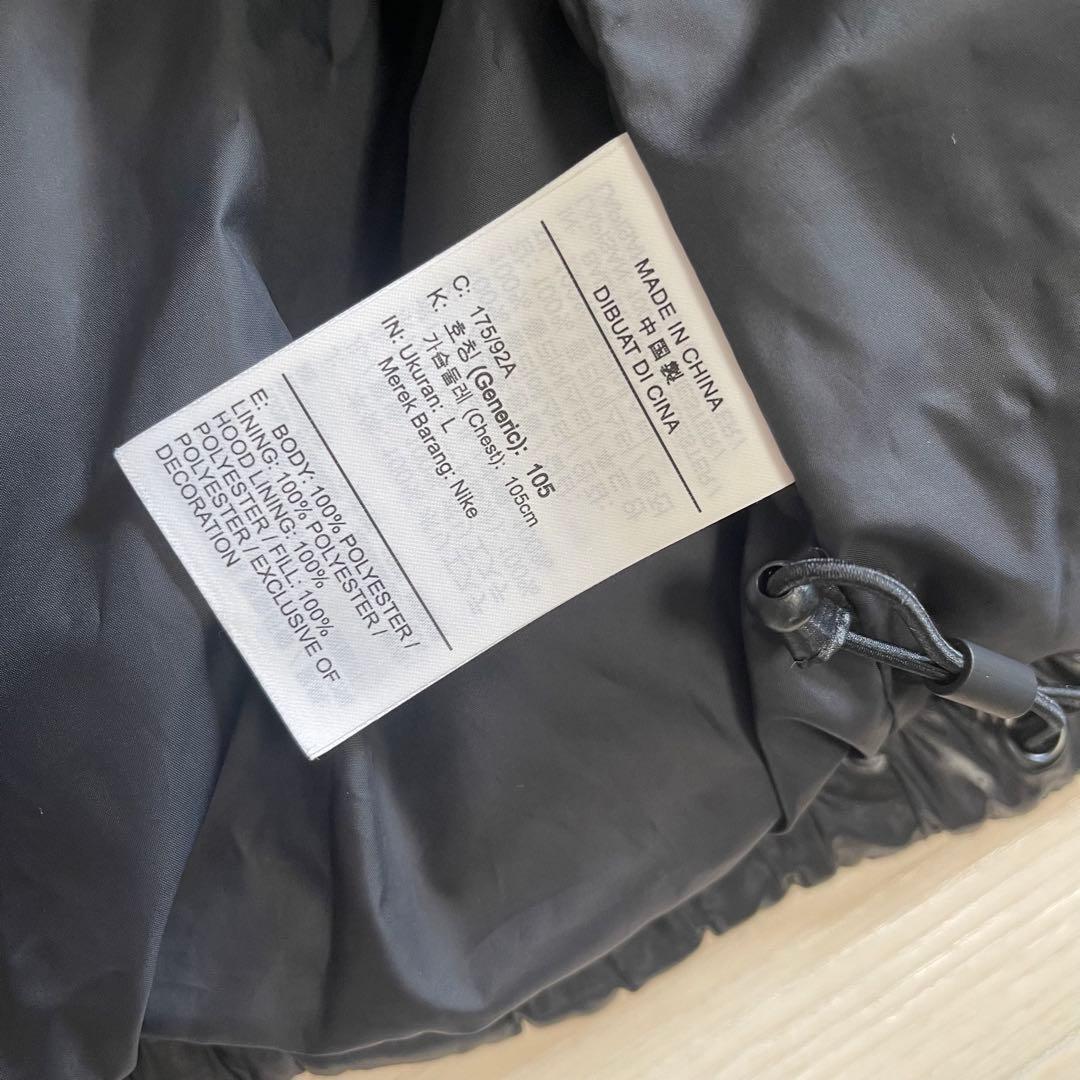 MADE IN CHINA
中国製
DIBUAT DI CINA
C: 175/92A
K: 호칭 (Generic): 105
가슴둘레 (Chest): 105cm
IN: Ukuran: L
Merek Barang: Nike
E: BODY: 100% POLYESTER /
LINING: 100% POLYESTER /
HOOD LINING: 100%
POLYESTER / FILL: 100%
POLYESTER / EXCLUSIVE OF
DECORATION